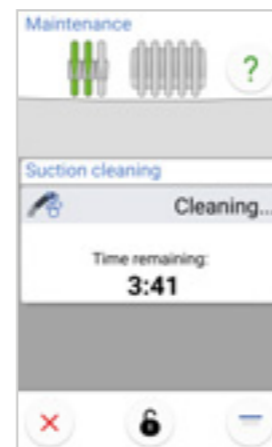 Maintenance
?
Suction cleaning
Cleaning...
Time remaining:
3:41